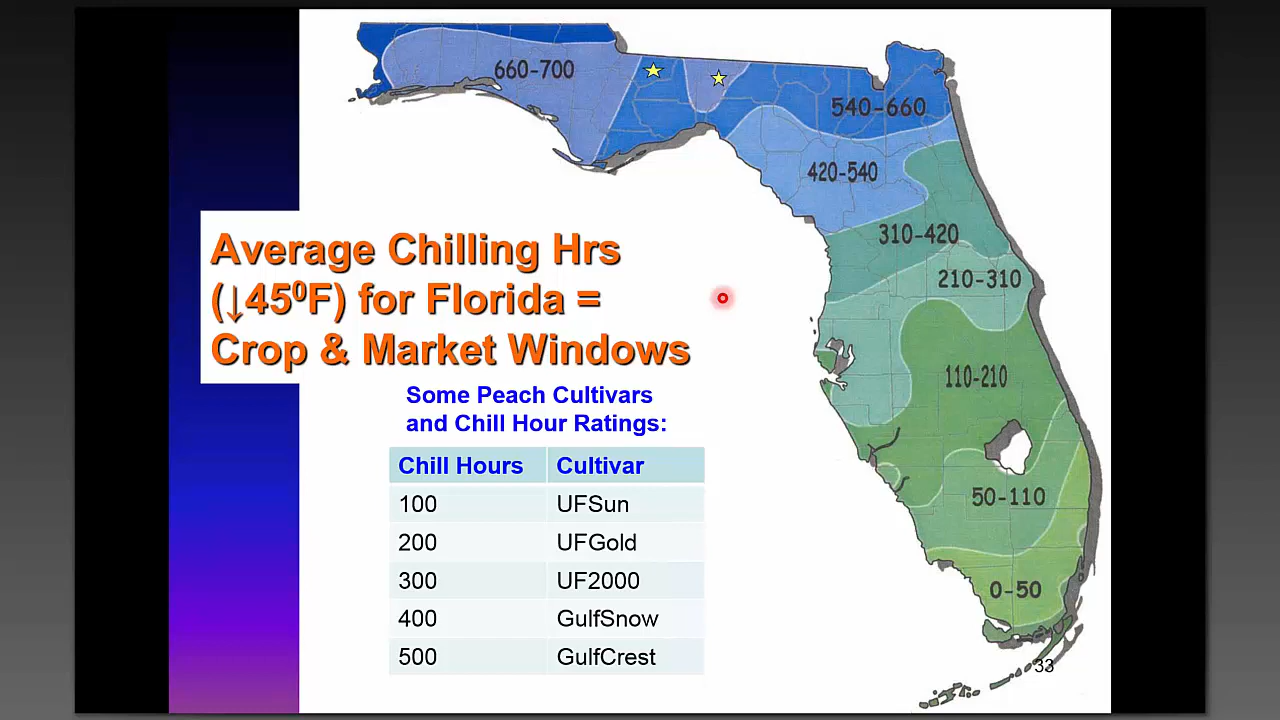 660-700
540-660
420-540
310-420
210-310
110-210
50-110
0-50
Average Chilling Hrs
(↓45⁰F) for Florida =
Crop & Market Windows
Some Peach Cultivars
and Chill Hour Ratings:
Chill Hours Cultivar
100 UFSun
200 UFGold
300 UF2000
400 GulfSnow
500 GulfCrest
33